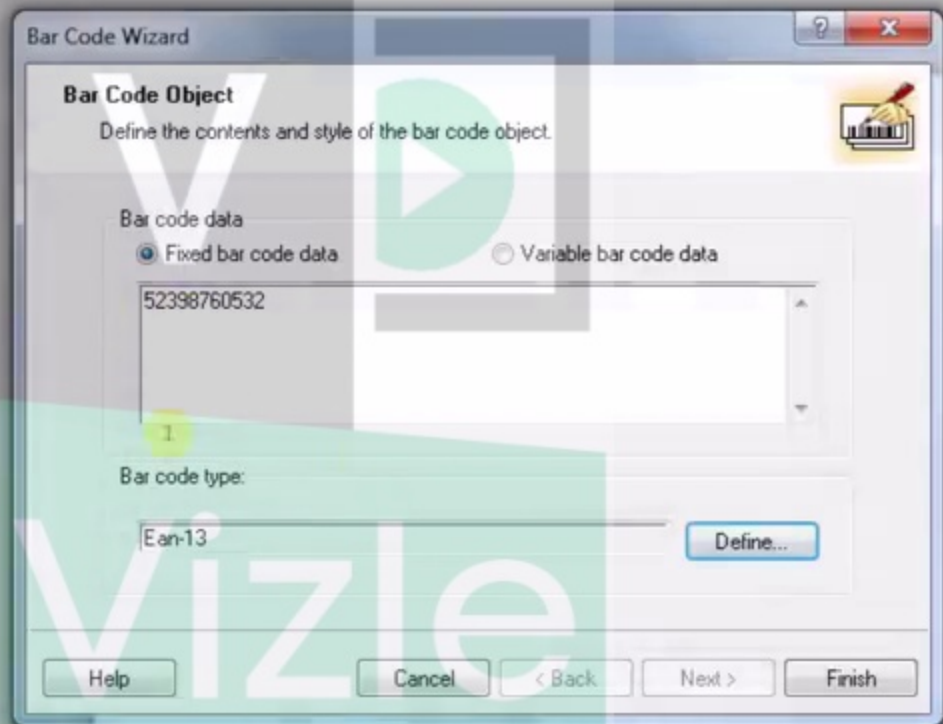 Bar Code Wizard
Bar Code Object
Define the contents and style of the bar code object.
Bar code data
Fixed bar code data
Variable bar code data
52398760532
Bar code type:
Ean-13
Define...
Help
Cancel
< Back
Next >
Finish
V
Vizle